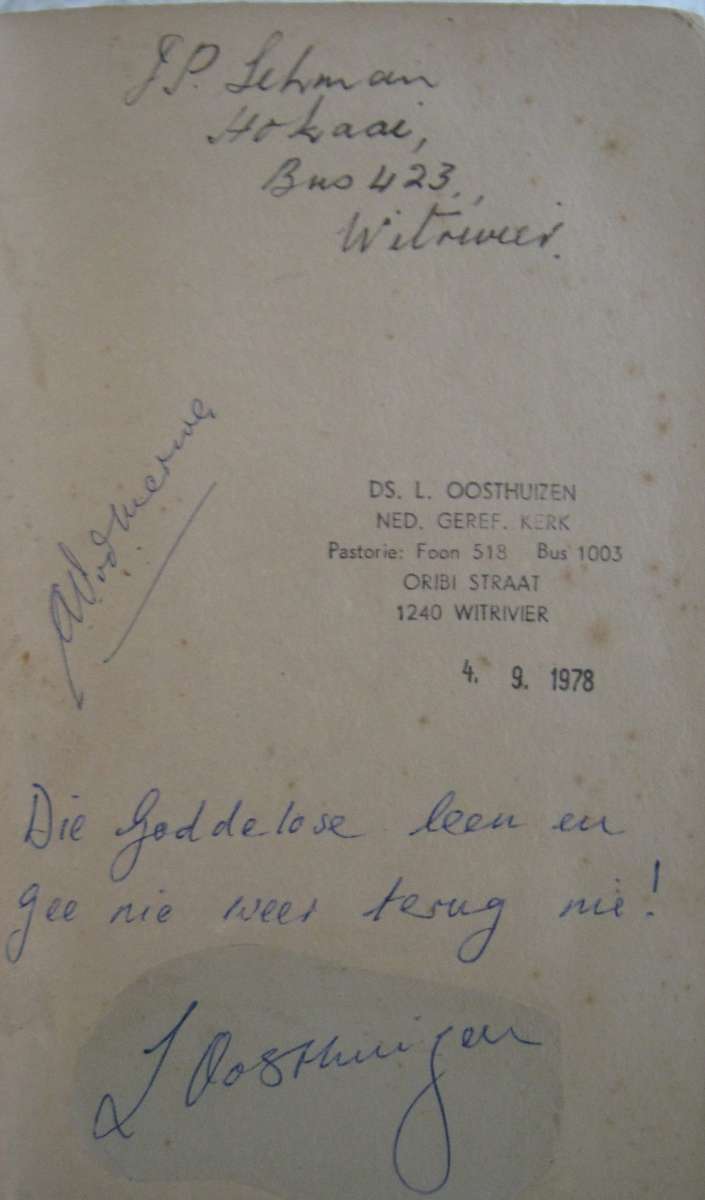 J.P. Lehman
Hokaai,
Bus 423,
Witrivier.
A.v.d.Merwe
DS. L. OOSTHUIZEN
NED. GEREF. KERK
Pastorie: Foon 518 Bus 1003
ORIBI STRAAT
1240 WITRIVIER
4. 9. 1978
Die Goddelose leen en
gee nie weer terug nie!
L Oosthuizen